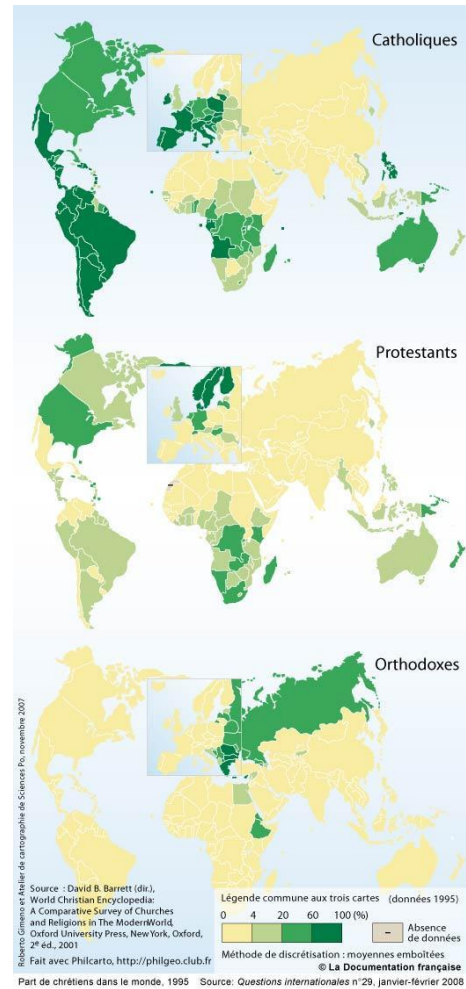 Catholiques
Protestants
Orthodoxes
Roberto Gimeno et Atelier de cartographie de Sciences Po, novembre 2007
Source : David B. Barrett (dir.),
World Christian Encyclopedia:
A Comparative Survey of Churches
and Religions in The ModernWorld,
Oxford University Press, New York, Oxford,
2e éd., 2001
Fait avec Philcarto, http://philgeo.club.fr
Légende commune aux trois cartes (données 1995)
0 4 20 60 100 (%)
– Absence de données
Méthode de discrétisation : moyennes emboîtées
© La Documentation française
Part de chrétiens dans le monde, 1995 Source: Questions internationales n°29, janvier-février 2008